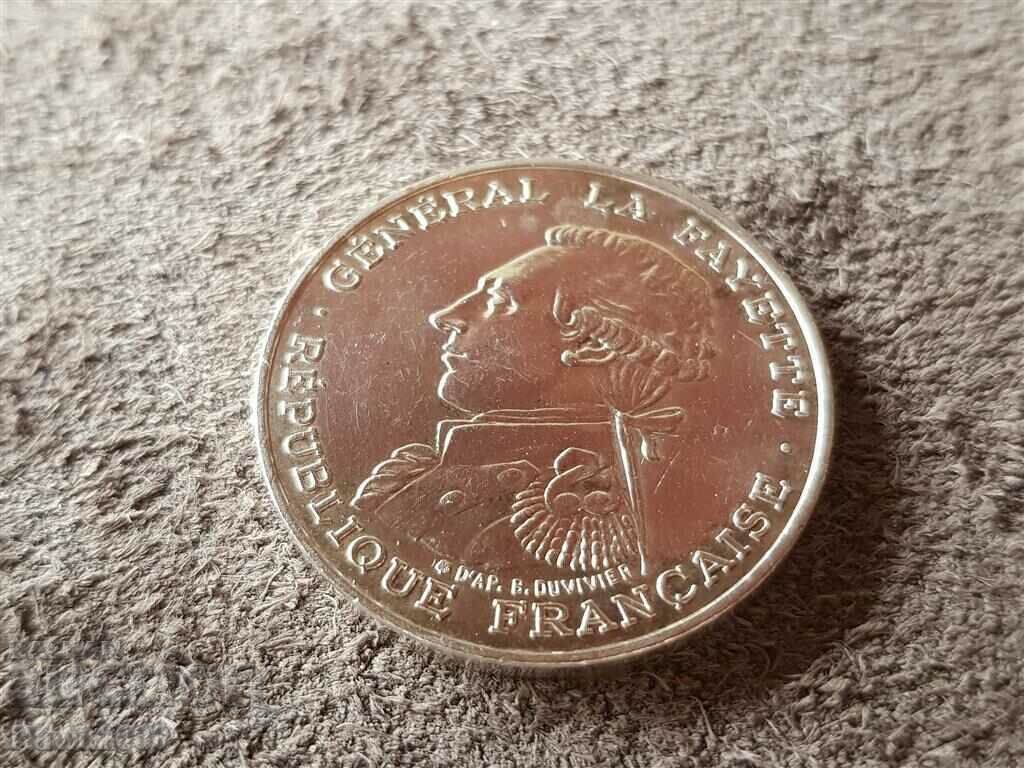 · GÉNÉRAL LA FAYETTE ·
RÉPUBLIQUE FRANÇAISE
D'AP. B. DUVIVIER